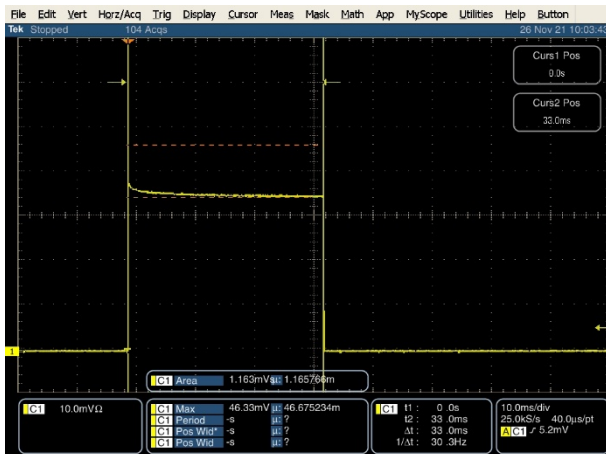 File Edit Vert Horz/Acq Trig Display Cursor Meas Mask Math App MyScope Utilities Help Button
Tek Stopped 104 Acqs 26 Nov 21 10:03:43
Curs1 Pos
0.0s
Curs2 Pos
33.0ms
1
C1 Area 1.163mVs µ: 1.165766m
C1 10.0mVΩ
C1 Max 46.33mV µ: 46.675234m
C1 Period -s µ: ?
C1 Pos Wid* -s µ: ?
C1 Pos Wid -s µ: ?
C1 t1: 0.0s
t2: 33.0ms
Δt: 33.0ms
1/Δt: 30.3Hz
10.0ms/div
25.0kS/s 40.0µs/pt
A C1 5.2mV